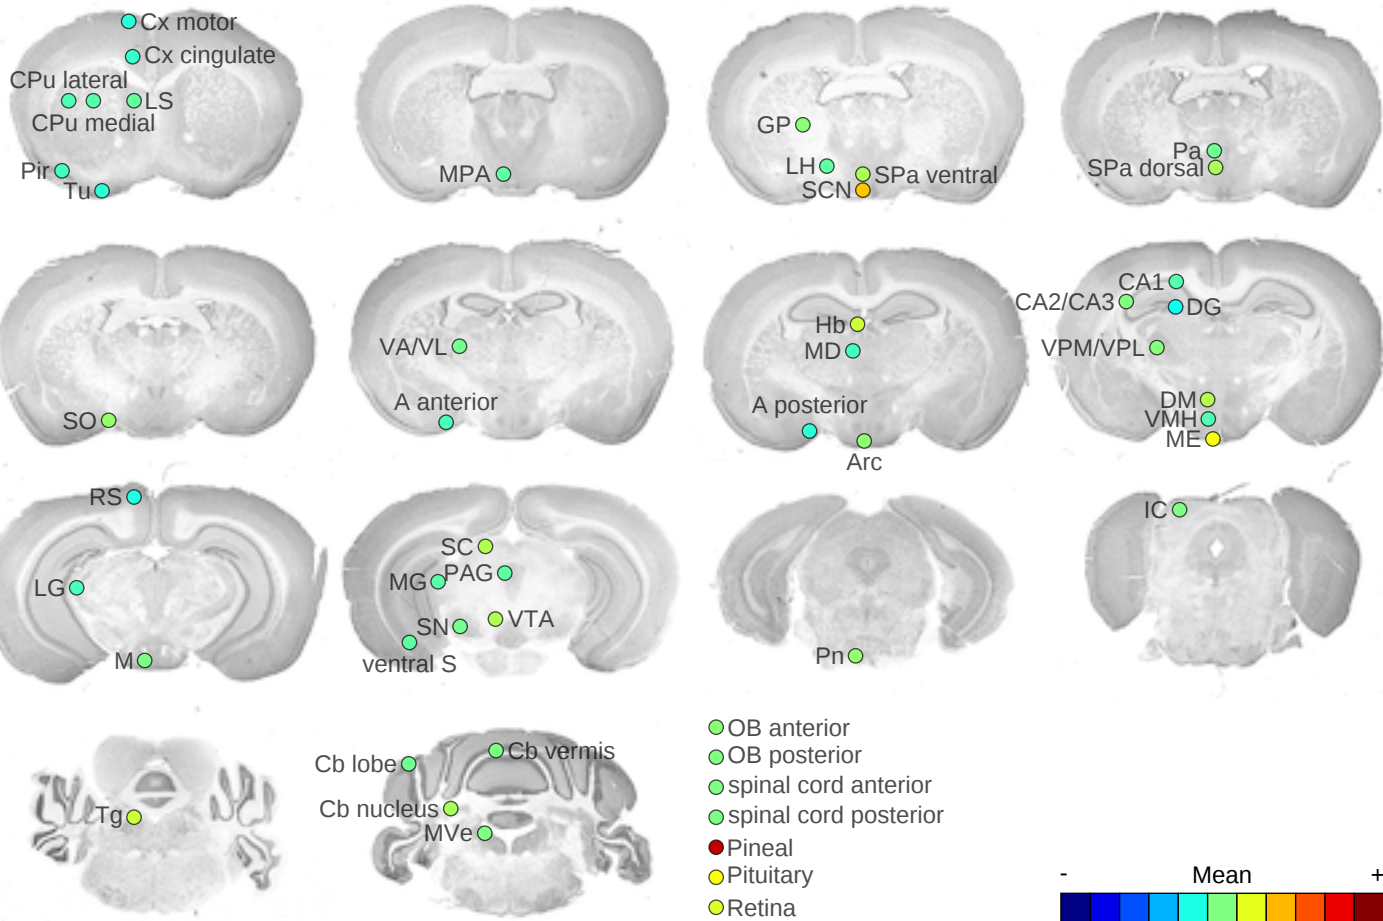 Cx motor
Cx cingulate
CPu lateral
LS
CPu medial
Pir
Tu
MPA
GP
LH
SPa ventral
SCN
Pa
SPa dorsal
SO
VA/VL
A anterior
Hb
MD
A posterior
Arc
CA1
CA2/CA3
DG
VPM/VPL
DM
VMH
ME
RS
LG
M
SC
MG
PAG
SN
VTA
ventral S
Pn
IC
Tg
Cb lobe
Cb vermis
Cb nucleus
MVe
OB anterior
OB posterior
spinal cord anterior
spinal cord posterior
Pineal
Pituitary
Retina
- Mean +